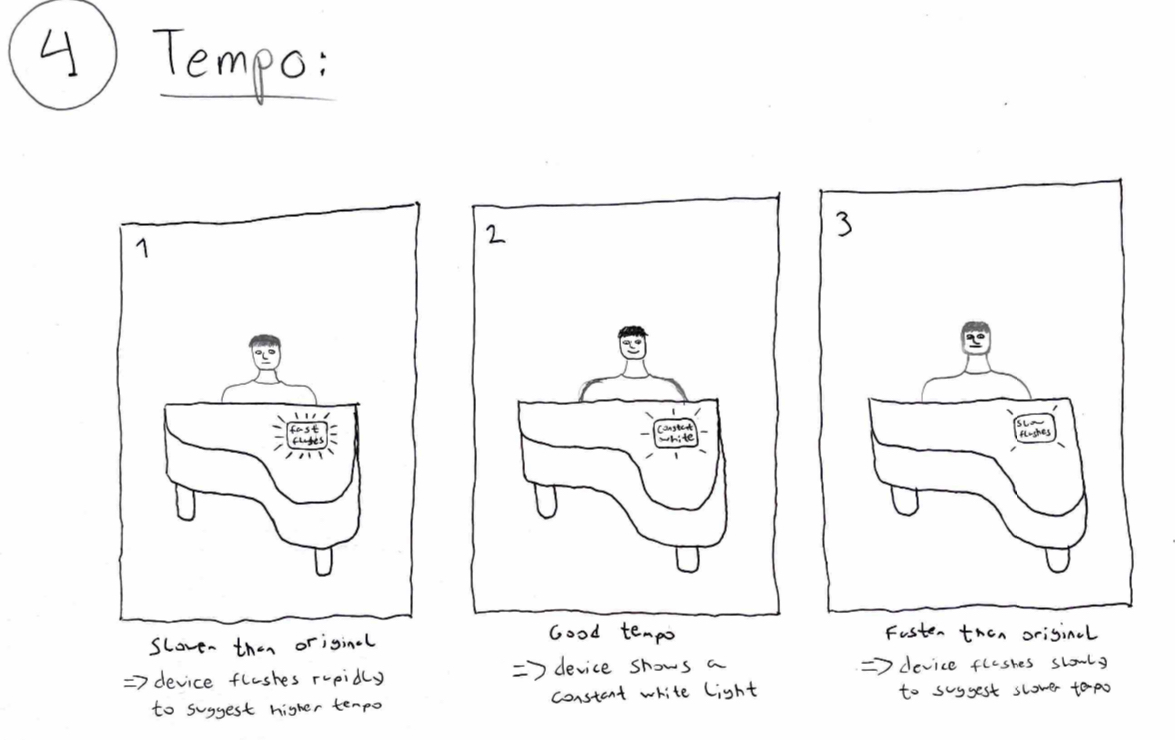 4 Tempo:
1
fast
flashes
Slower than original
=> device flashes rapidly
to suggest higher tempo
2
Constant
white
Good tempo
=> device shows a
constant white light
3
Slow
flashes
Faster than original
=> device flashes slowly
to suggest slower tempo